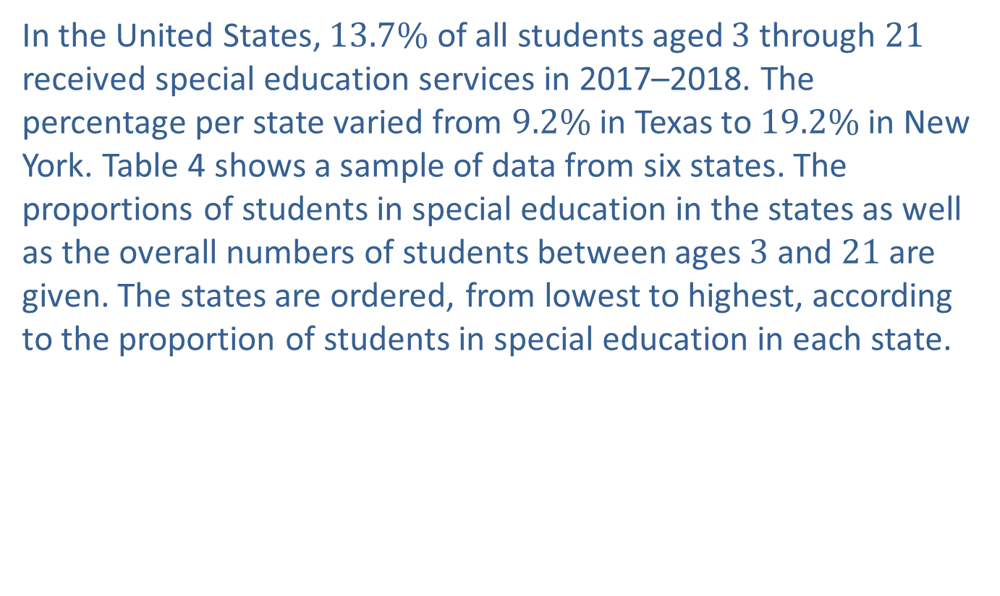 In the United States, 13.7% of all students aged 3 through 21
received special education services in 2017–2018. The
percentage per state varied from 9.2% in Texas to 19.2% in New
York. Table 4 shows a sample of data from six states. The
proportions of students in special education in the states as well
as the overall numbers of students between ages 3 and 21 are
given. The states are ordered, from lowest to highest, according
to the proportion of students in special education in each state.